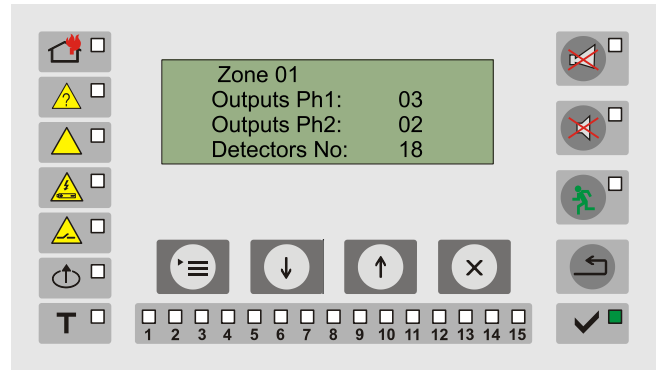 Zone 01
Outputs Ph1: 03
Outputs Ph2: 02
Detectors No: 18
?
T
1 2 3 4 5 6 7 8 9 10 11 12 13 14 15